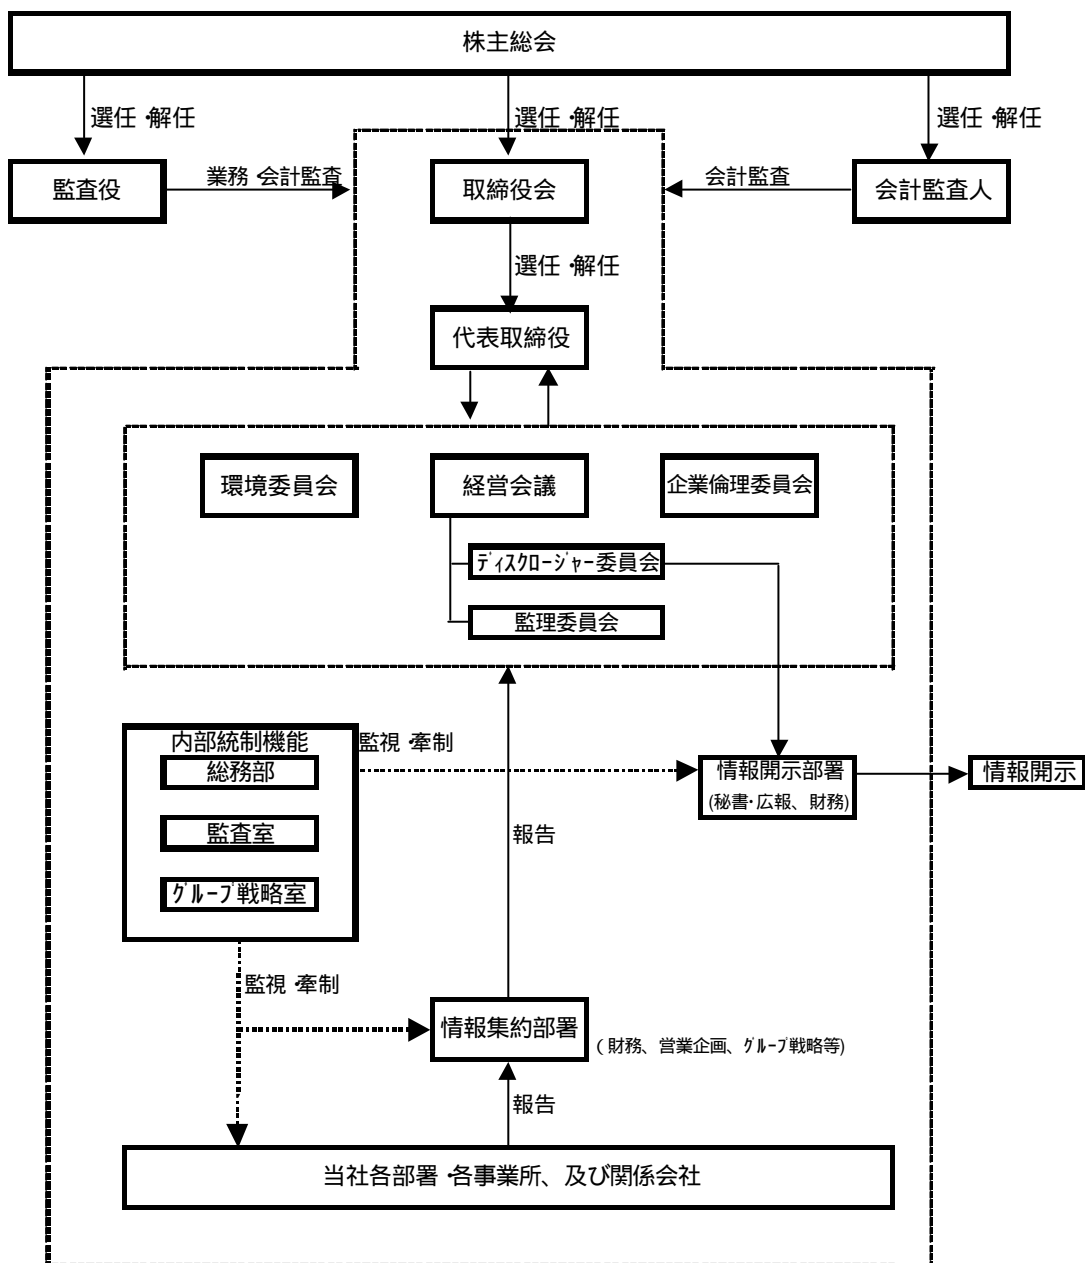 株主総会
選任・解任
選任・解任
選任・解任
監査役
業務・会計監査
取締役会
会計監査
会計監査人
選任・解任
代表取締役
環境委員会
経営会議
企業倫理委員会
ﾃﾞｨｽｸﾛｰｼﾞｬｰ委員会
監理委員会
内部統制機能
総務部
監査室
ｸﾞﾙｰﾌﾟ戦略室
監視・牽制
情報開示部署
(秘書・広報、財務)
情報開示
報告
監視・牽制
情報集約部署
(財務、営業企画、ｸﾞﾙｰﾌﾟ戦略等)
報告
当社各部署・各事業所、及び関係会社